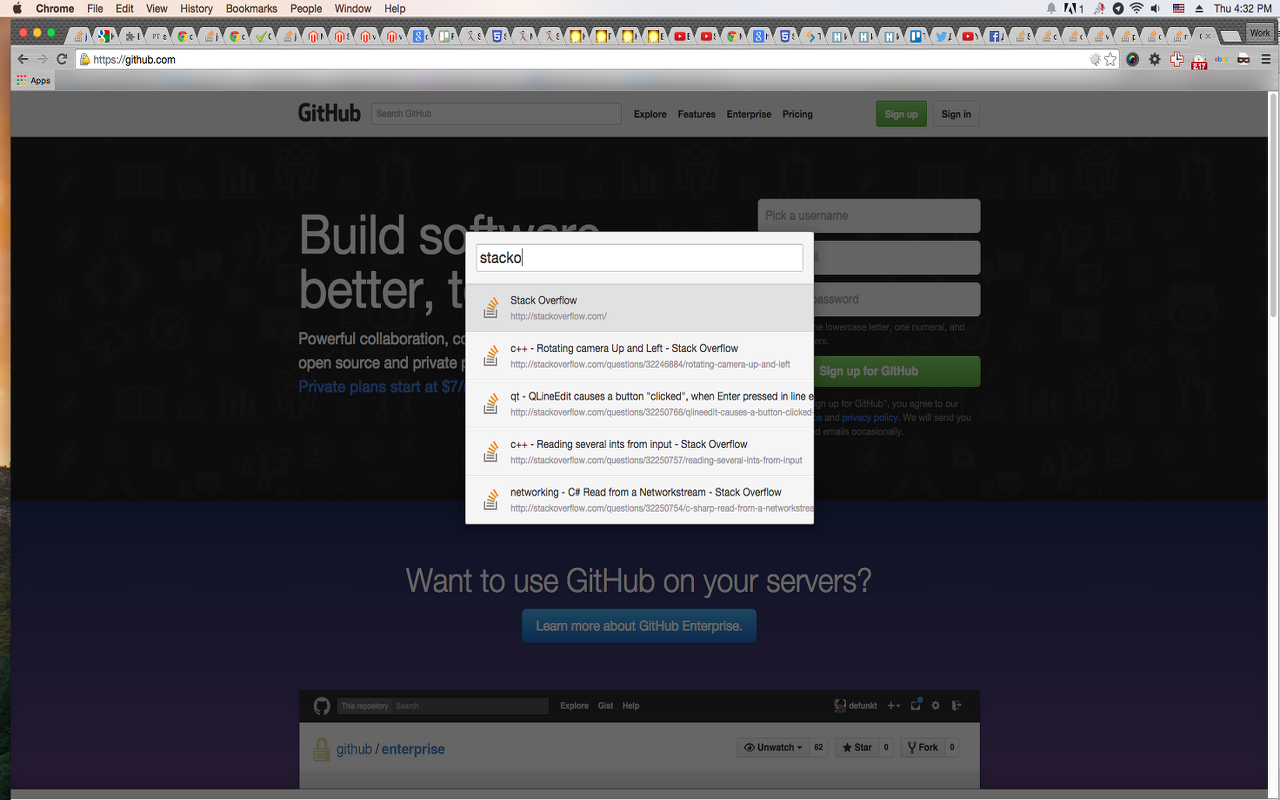 Chrome File Edit View History Bookmarks People Window Help
1
Thu 4:32 PM
Work
https://github.com
2:17
Apps
GitHub
Search GitHub
Explore Features Enterprise Pricing
Sign up
Sign in
Build software
better, t
Powerful collaboration, co
open source and private p
Private plans start at $7/
Pick a username
password
ne lowercase letter, one numeral, and
ers.
Sign up for GitHub
ign up for GitHub", you agree to our
ce and privacy policy. We will send you
d emails occasionally.
stacko
Stack Overflow
http://stackoverflow.com/
c++ - Rotating camera Up and Left - Stack Overflow
http://stackoverflow.com/questions/32246884/rotating-camera-up-and-left
qt - QLineEdit causes a button "clicked", when Enter pressed in line e
http://stackoverflow.com/questions/32250766/qlineedit-causes-a-button-clicked
c++ - Reading several ints from input - Stack Overflow
http://stackoverflow.com/questions/32250757/reading-several-ints-from-input
networking - C# Read from a Networkstream - Stack Overflow
http://stackoverflow.com/questions/32250754/c-sharp-read-from-a-networkstrea
Want to use GitHub on your servers?
Learn more about GitHub Enterprise.
This repository Search
Explore Gist Help
defunkt
github / enterprise
Unwatch 62
Star 0
Fork 0